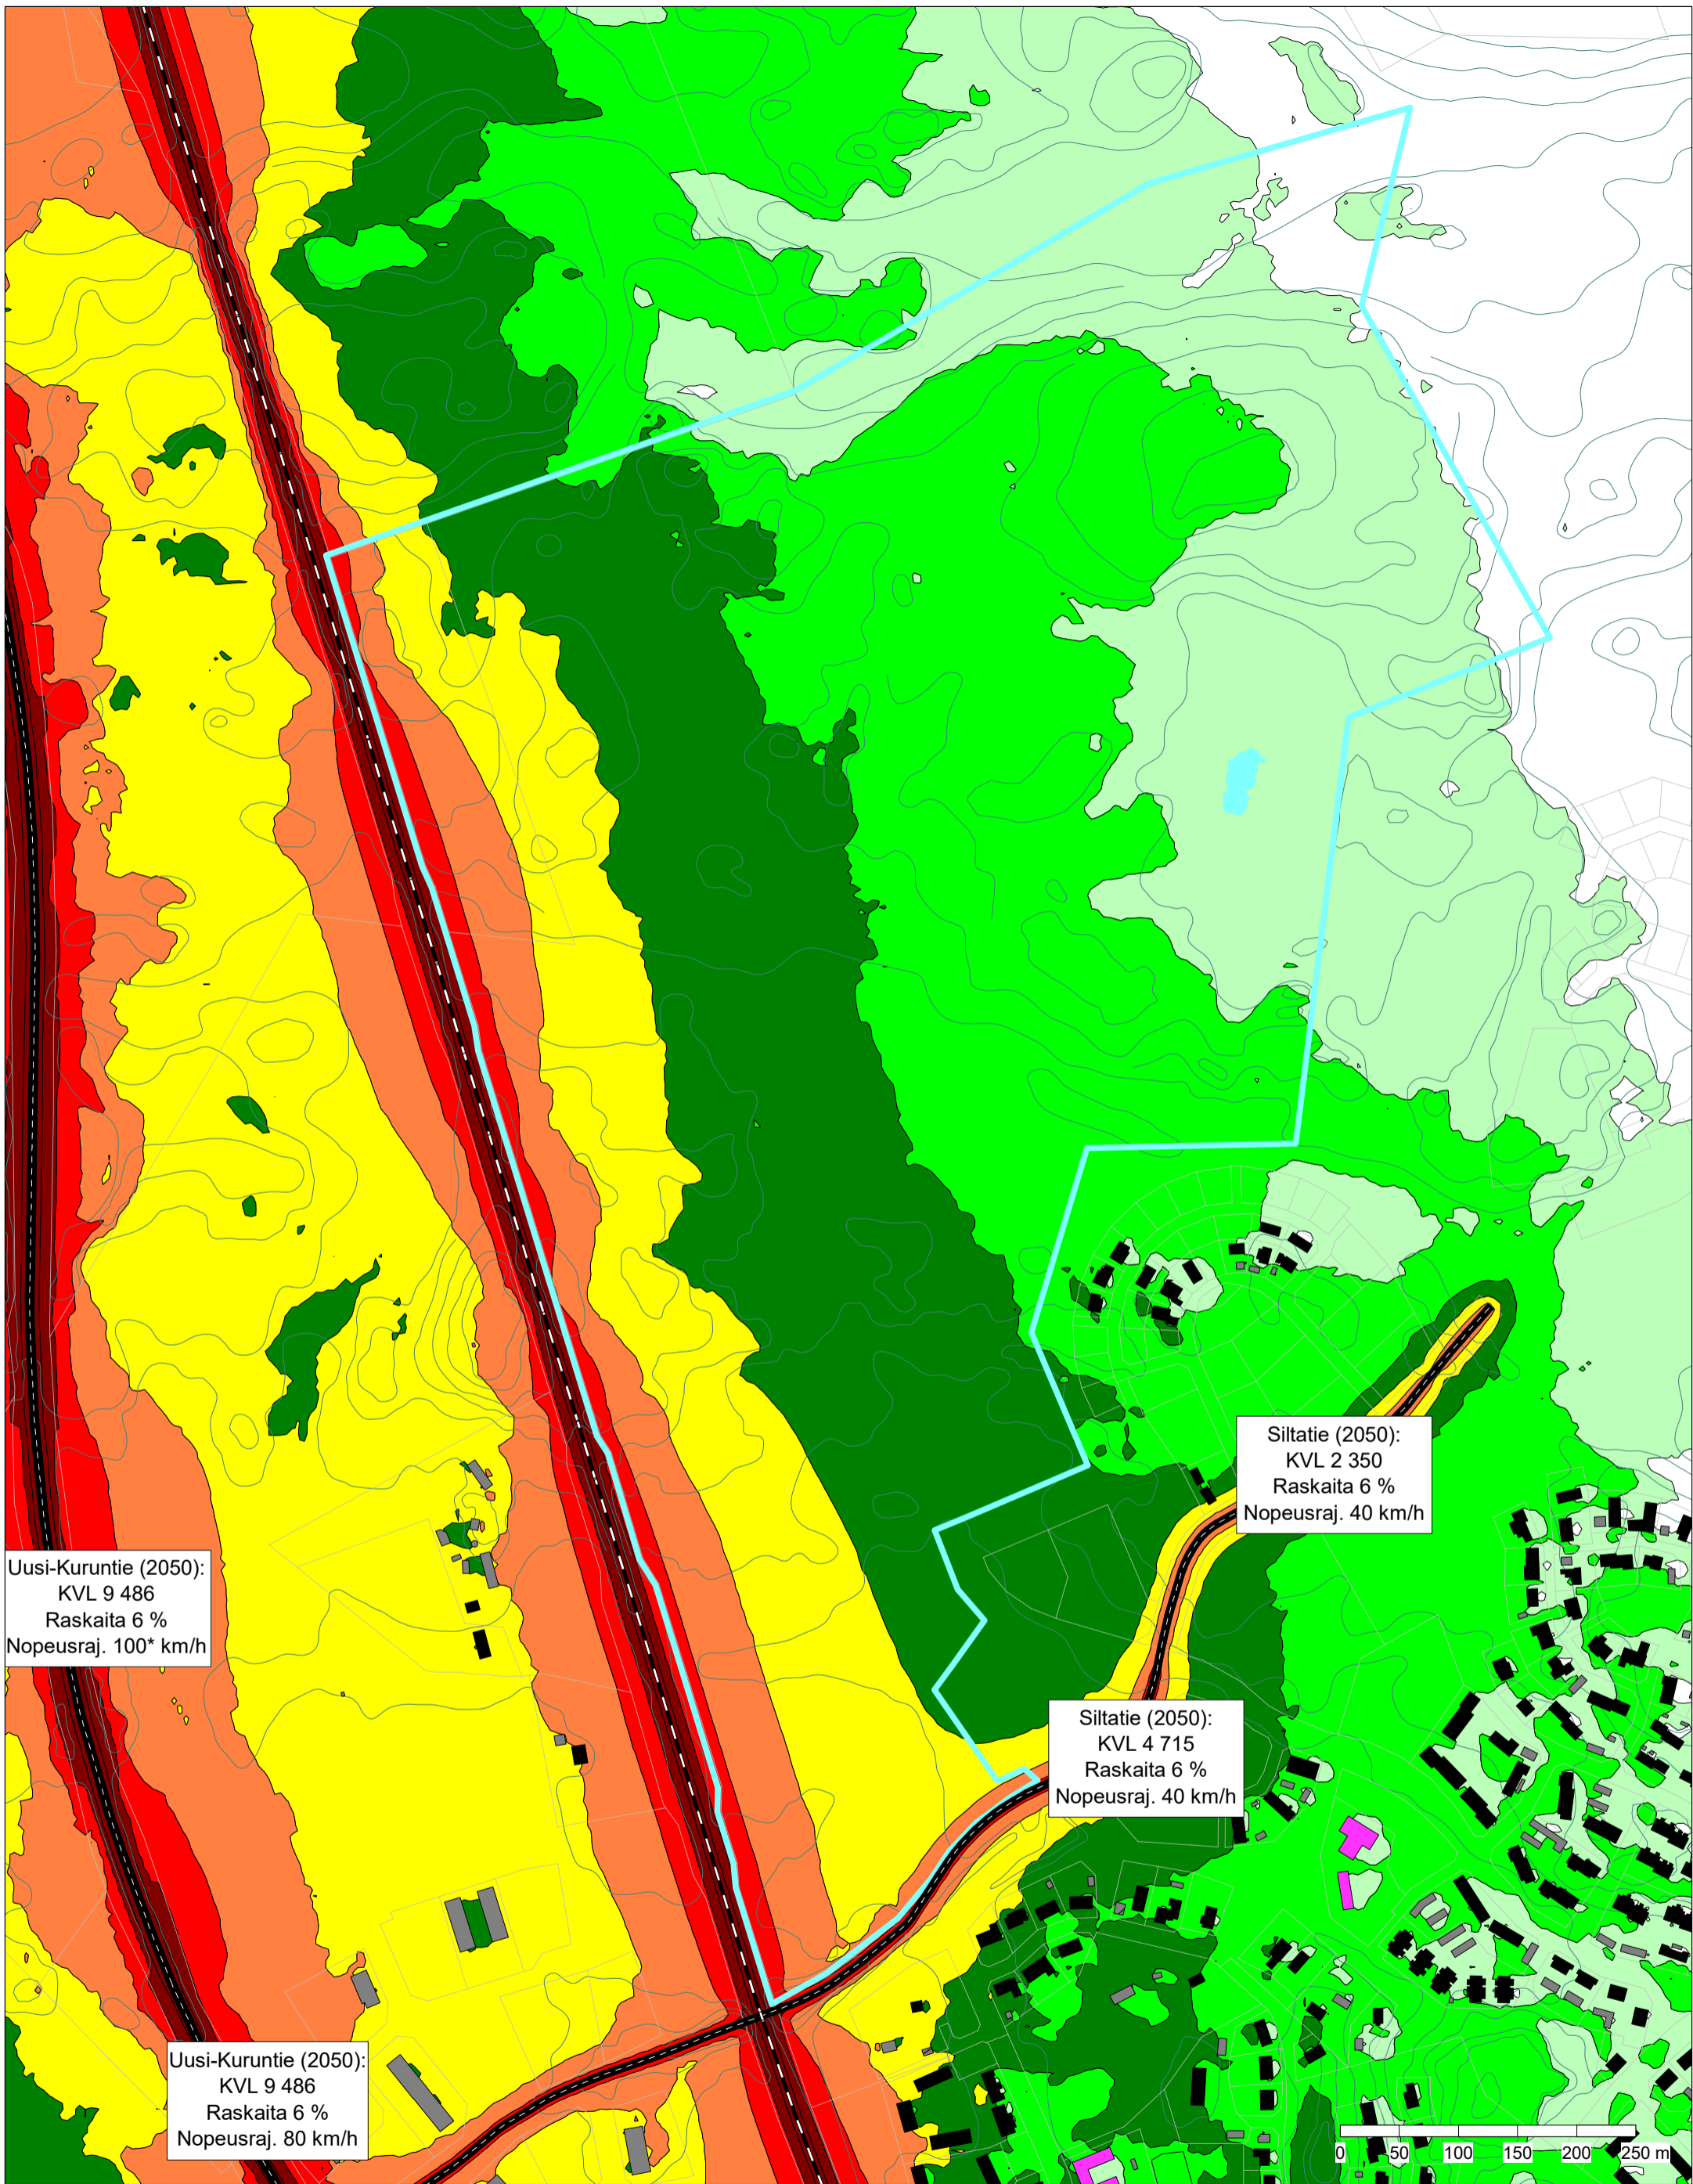 Siltatie (2050):
KVL 2 350
Raskaita 6 %
Nopeusraj. 40 km/h
Uusi-Kuruntie (2050):
KVL 9 486
Raskaita 6 %
Nopeusraj. 100* km/h
Siltatie (2050):
KVL 4 715
Raskaita 6 %
Nopeusraj. 40 km/h
Uusi-Kuruntie (2050):
KVL 9 486
Raskaita 6 %
Nopeusraj. 80 km/h
0 50 100 150 200 250 m